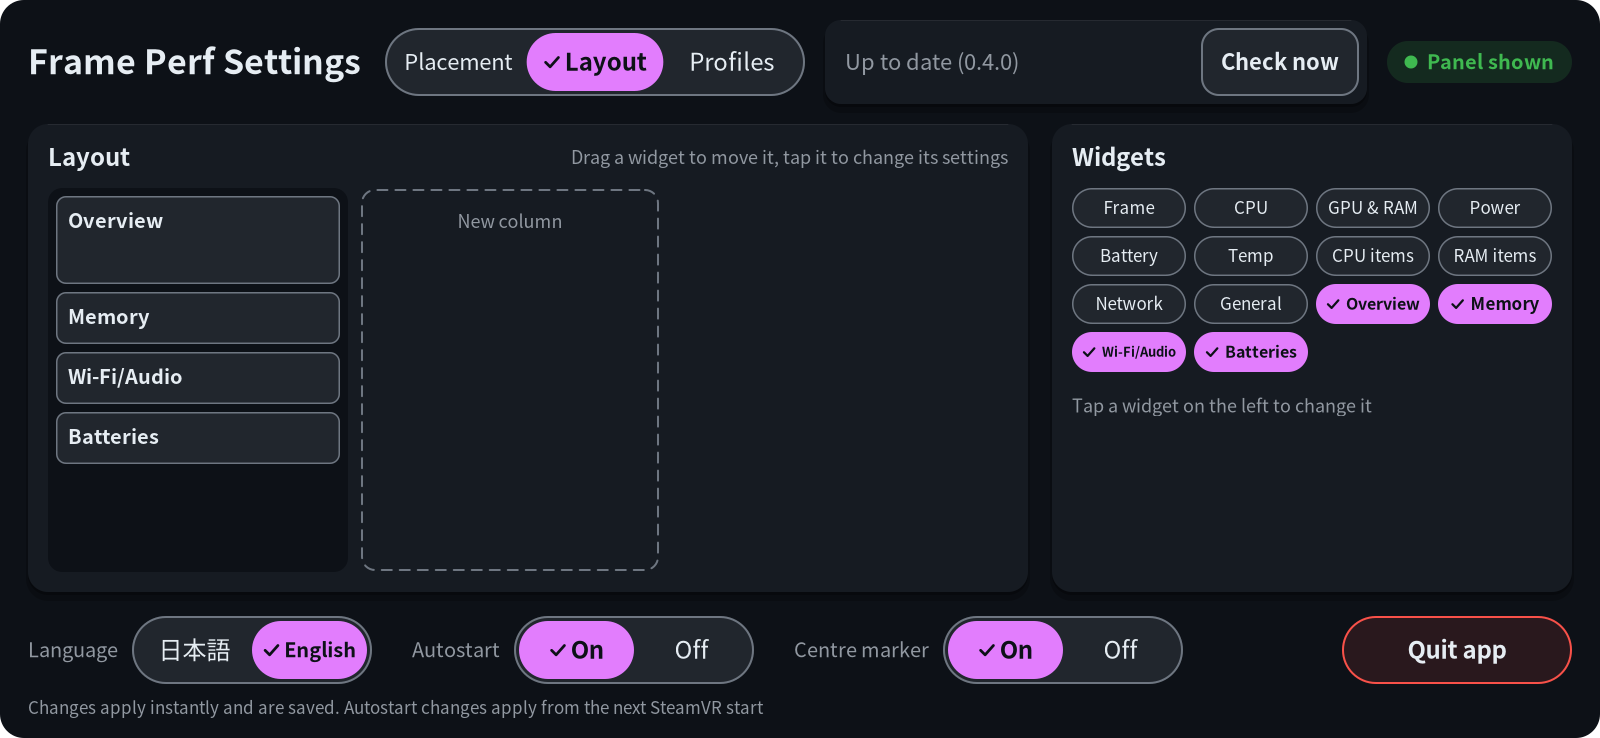 Frame Perf Settings
Placement
Layout
Profiles
Up to date (0.4.0)
Check now
Panel shown
Layout
Drag a widget to move it, tap it to change its settings
Overview
Memory
Wi-Fi/Audio
Batteries
New column
Widgets
Frame
CPU
GPU & RAM
Power
Battery
Temp
CPU items
RAM items
Network
General
Overview
Memory
Wi-Fi/Audio
Batteries
Tap a widget on the left to change it
Language
日本語
English
Autostart
On
Off
Centre marker
On
Off
Quit app
Changes apply instantly and are saved. Autostart changes apply from the next SteamVR start